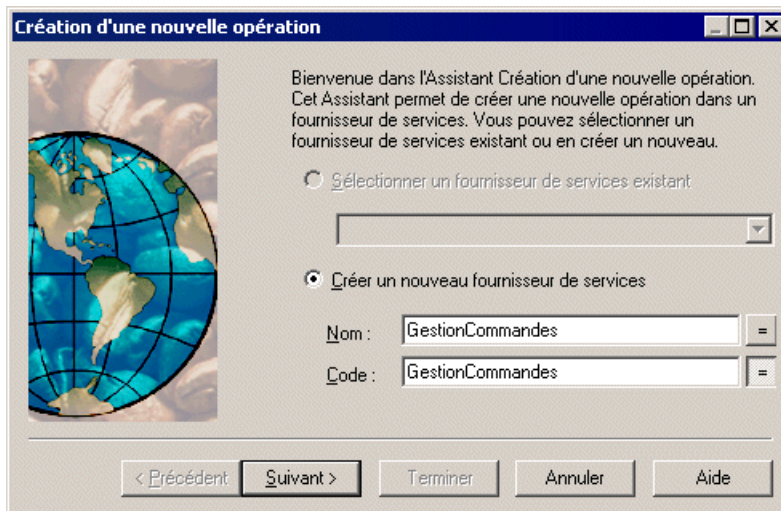 Création d'une nouvelle opération
Bienvenue dans l'Assistant Création d'une nouvelle opération.
Cet Assistant permet de créer une nouvelle opération dans un
fournisseur de services. Vous pouvez sélectionner un
fournisseur de services existant ou en créer un nouveau.
Sélectionner un fournisseur de services existant
Créer un nouveau fournisseur de services
Nom : GestionCommandes =
Code : GestionCommandes =
< Précédent Suivant > Terminer Annuler Aide